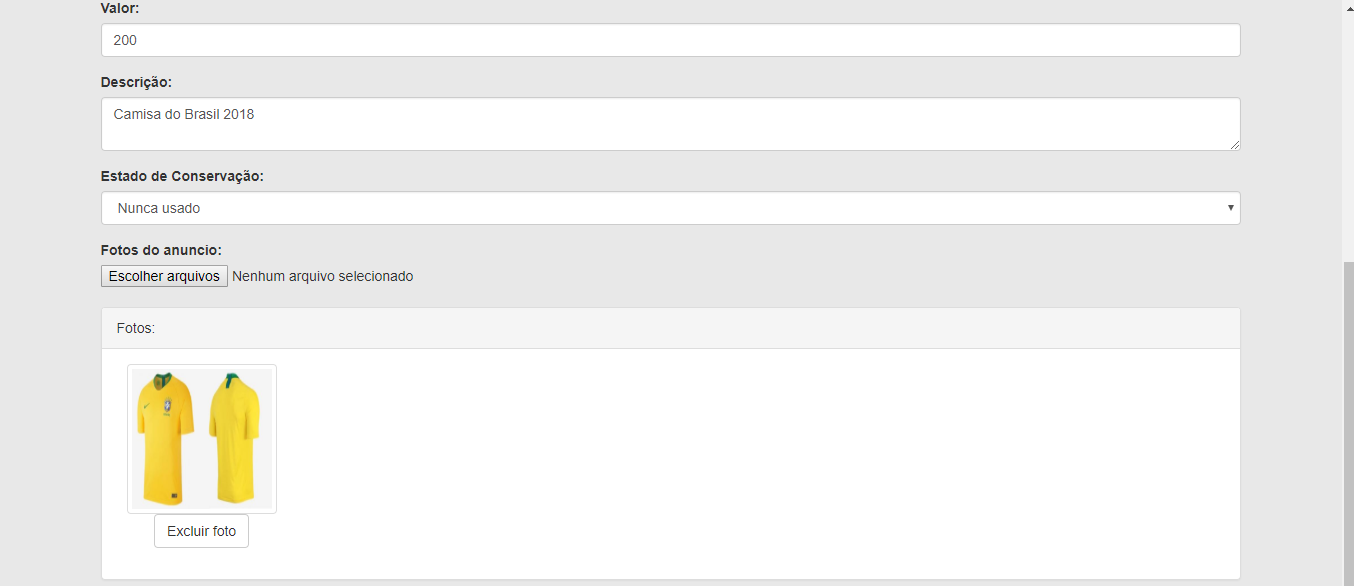 Valor:
200
Descrição:
Camisa do Brasil 2018
Estado de Conservação:
Nunca usado
Fotos do anuncio:
Escolher arquivos Nenhum arquivo selecionado
Fotos:
Excluir foto